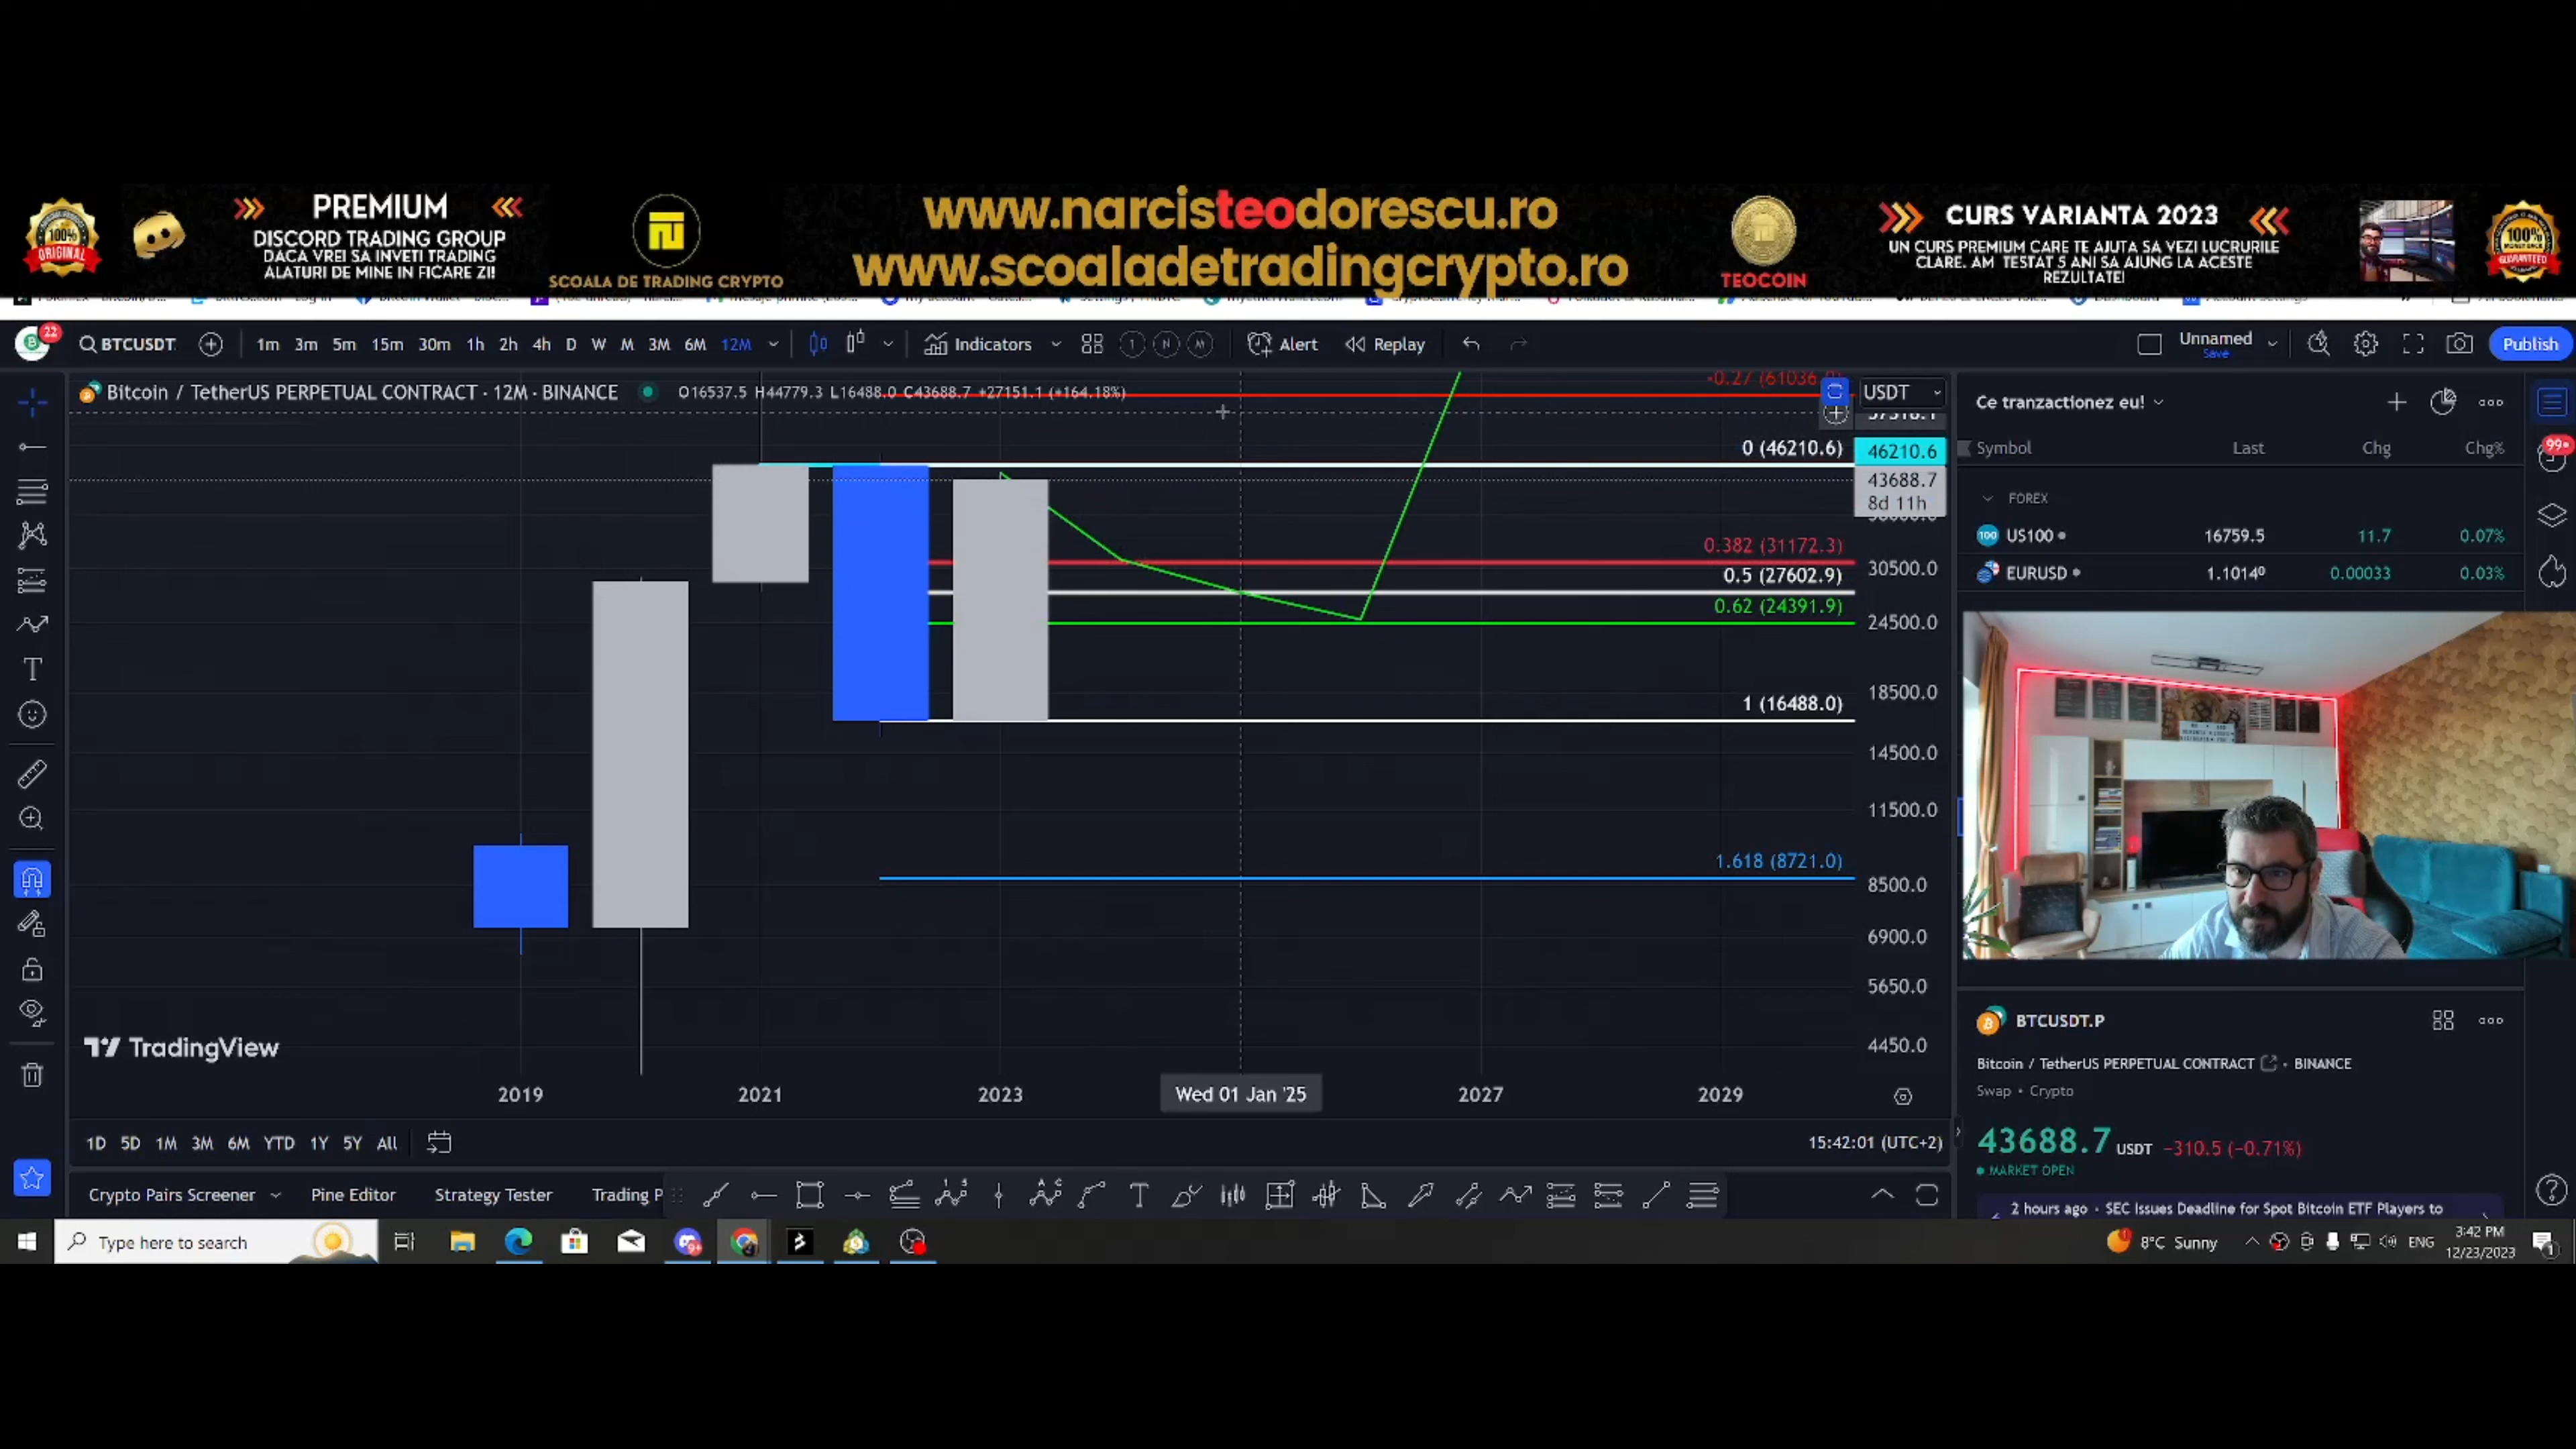 100%
ORIGINAL
PREMIUM
DISCORD TRADING GROUP
DACA VREI SA INVETI TRADING
ALATURI DE MINE IN FICARE ZI!
SCOALA DE TRADING CRYPTO
www.narcisteodorescu.ro
www.scoaladetradingcrypto.ro
TEOCOIN
CURS VARIANTA 2023
UN CURS PREMIUM CARE TE AJUTA SA VEZI LUCRURILE
CLARE. AM TESTAT 5 ANI SA AJUNG LA ACESTE
REZULTATE!
100%
22
BTCUSDT
1m 3m 5m 15m 30m 1h 2h 4h D W M 3M 6M 12M
Indicators
Alert
Replay
Unnamed
Save
Publish
Bitcoin / TetherUS PERPETUAL CONTRACT · 12M · BINANCE
O16537.5 H44779.3 L16488.0 C43688.7 +27151.1 (+164.18%)
USDT
0 (46210.6)
0.382 (31172.3)
0.5 (27602.9)
0.62 (24391.9)
1 (16488.0)
1.618 (8721.0)
46210.6
43688.7
8d 11h
30500.0
24500.0
18500.0
14500.0
11500.0
8500.0
6900.0
5650.0
4450.0
TradingView
2019 2021 2023 Wed 01 Jan '25 2027 2029
1D 5D 1M 3M 6M YTD 1Y 5Y All
15:42:01 (UTC+2)
Crypto Pairs Screener
Pine Editor
Strategy Tester
Trading P
Ce tranzactionez eu!
99+
Symbol Last Chg Chg%
FOREX
US100 16759.5 11.7 0.07%
EURUSD 1.10140 0.00033 0.03%
BTCUSDT.P
Bitcoin / TetherUS PERPETUAL CONTRACT · BINANCE
Swap • Crypto
43688.7 USDT −310.5 (−0.71%)
MARKET OPEN
2 hours ago · SEC Issues Deadline for Spot Bitcoin ETF Players to
Type here to search
8°C Sunny
ENG
3:42 PM
12/23/2023